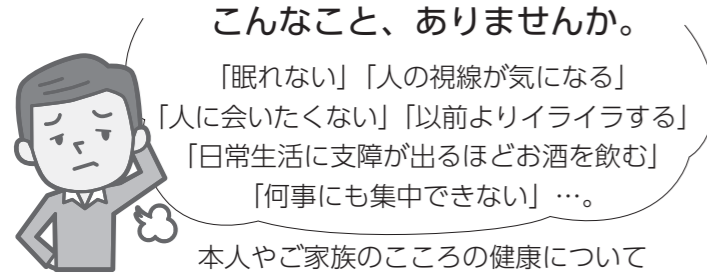 こんなこと、ありませんか。
「眠れない」「人の視線が気になる」
「人に会いたくない」「以前よりイライラする」
「日常生活に支障が出るほどお酒を飲む」
「何事にも集中できない」…。
本人やご家族のこころの健康について